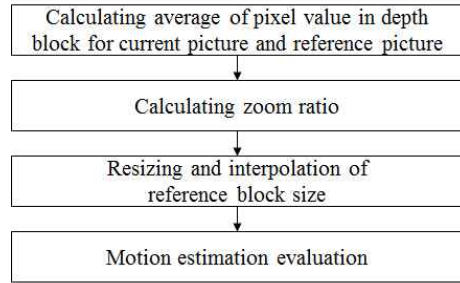 Calculating average of pixel value in depth
block for current picture and reference picture
Calculating zoom ratio
Resizing and interpolation of
reference block size
Motion estimation evaluation